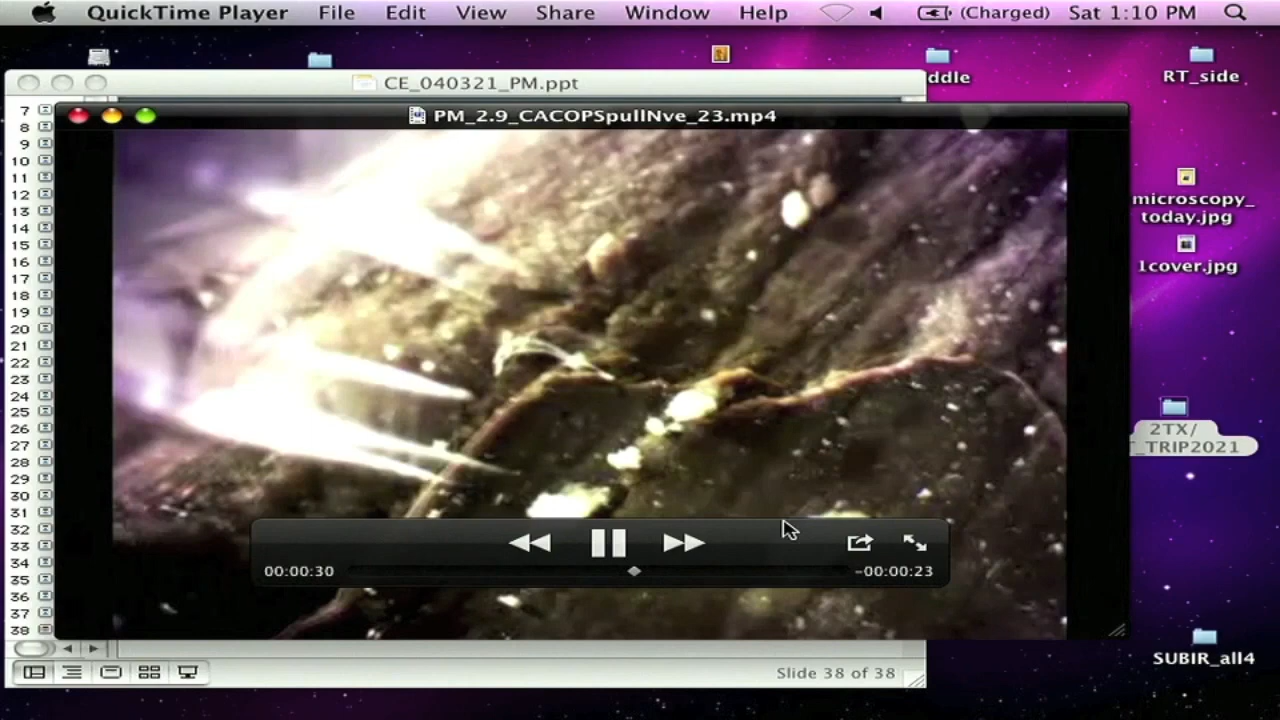 QuickTime Player File Edit View Share Window Help (Charged) Sat 1:10 PM
CE_040321_PM.ppt
ddle
RT_side
PM_2.9_CACOPSpullNve_23.mp4
7
8
9
10
11
12
13
14
15
16
17
18
19
20
21
22
23
24
25
26
27
28
29
30
31
32
33
34
35
36
37
38
microscopy_
today.jpg
1cover.jpg
2TX/
T_TRIP2021
00:00:30
-00:00:23
SUBIR_all4
Slide 38 of 38